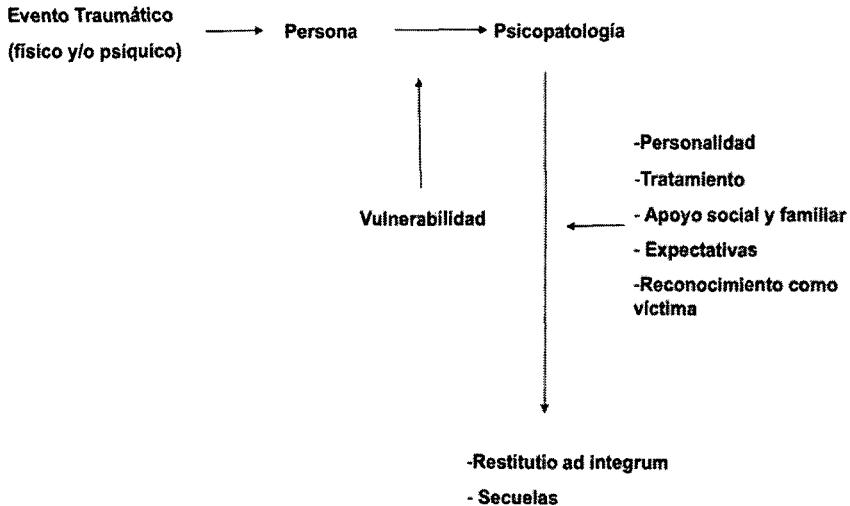 Evento Traumático
(físico y/o psíquico)
Persona
Psicopatología
Vulnerabilidad
-Personalidad
-Tratamiento
- Apoyo social y familiar
- Expectativas
-Reconocimiento como
víctima
-Restitutio ad integrum
- Secuelas